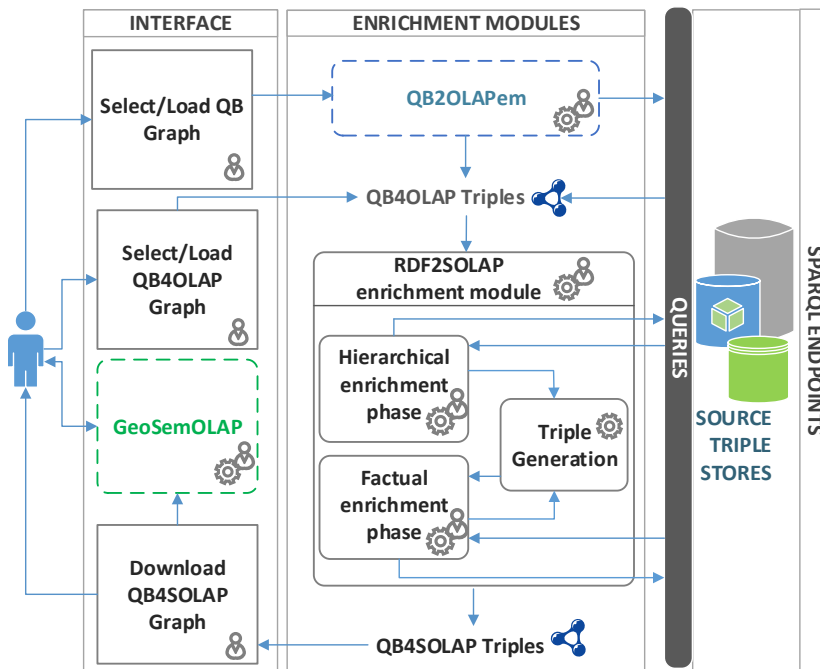 INTERFACE
ENRICHMENT MODULES
Select/Load QB
Graph
QB2OLAPem
QB4OLAP Triples
Select/Load
QB4OLAP
Graph
RDF2SOLAP
enrichment module
Hierarchical
enrichment
phase
GeoSemOLAP
Triple
Generation
Factual
enrichment
phase
Download
QB4SOLAP
Graph
QB4SOLAP Triples
QUERIES
SOURCE
TRIPLE
STORES
SPARQL ENDPOINTS